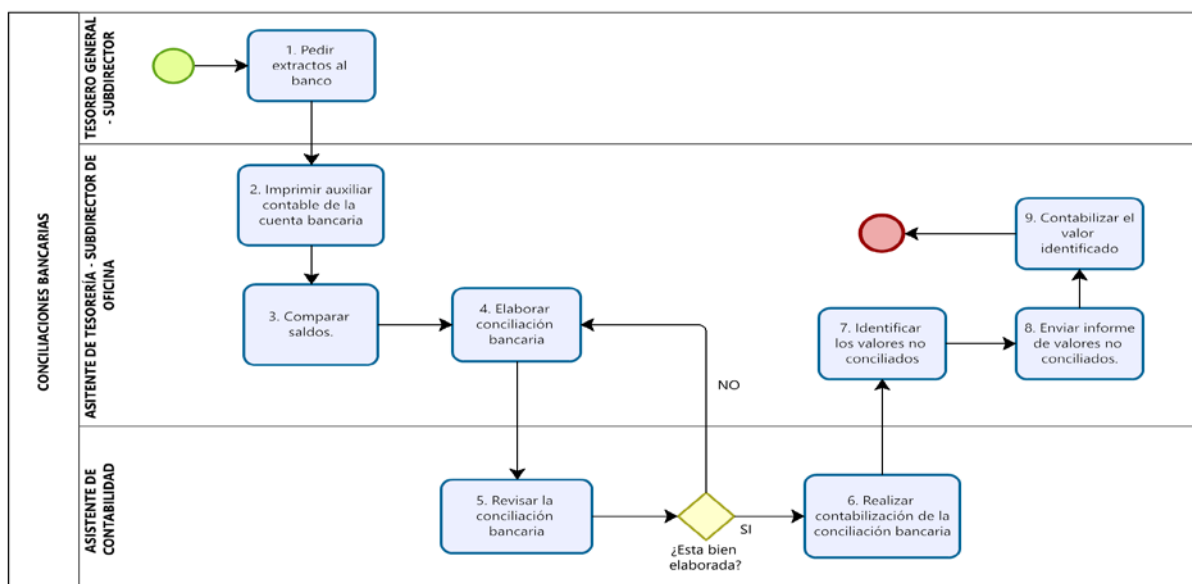 CONCILIACIONES BANCARIAS
TESORERO GENERAL
- SUBDIRECTOR
1. Pedir
extractos al
banco
ASITENTE DE TESORERÍA - SUBDIRECTOR DE
OFICINA
2. Imprimir auxiliar
contable de la
cuenta bancaria
3. Comparar
saldos.
4. Elaborar
conciliación
bancaria
NO
7. Identificar
los valores no
conciliados
8. Enviar informe
de valores no
conciliados.
9. Contabilizar el
valor
identificado
ASISTENTE DE
CONTABILIDAD
5. Revisar la
conciliación
bancaria
¿Esta bien
elaborada?
SI
6. Realizar
contabilización de la
conciliación bancaria